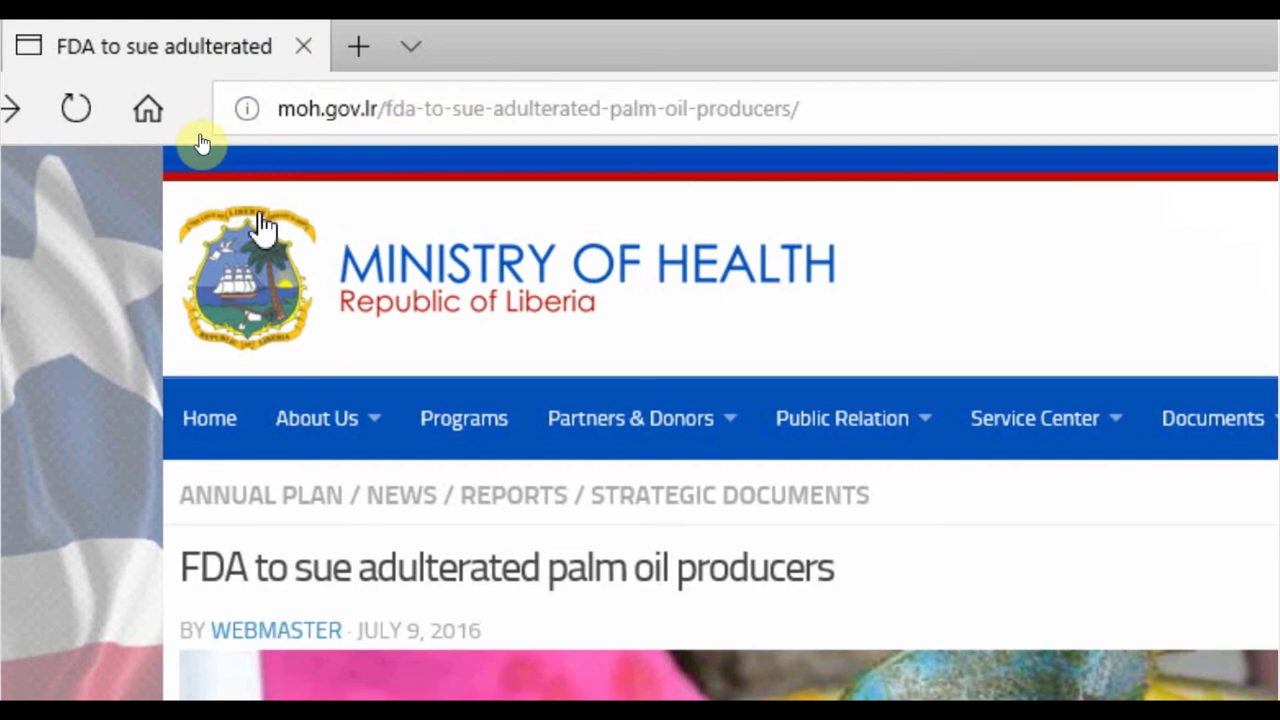 FDA to sue adulterated
moh.gov.lr/fda-to-sue-adulterated-palm-oil-producers/
MINISTRY OF HEALTH
Republic of Liberia
Home About Us Programs Partners & Donors Public Relation Service Center Documents
ANNUAL PLAN / NEWS / REPORTS / STRATEGIC DOCUMENTS
FDA to sue adulterated palm oil producers
BY WEBMASTER · JULY 9, 2016